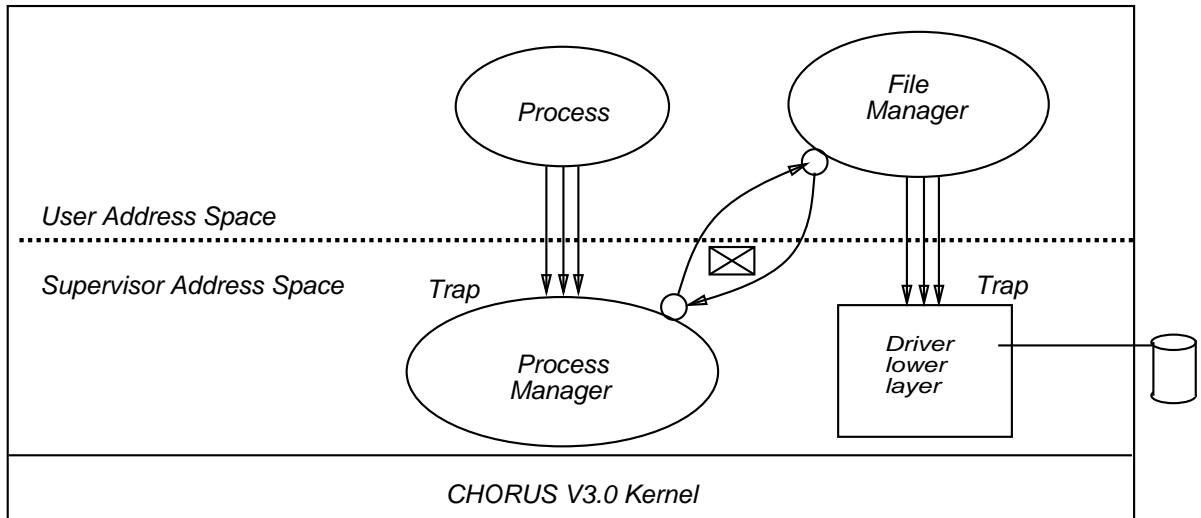 Process
File
Manager
User Address Space
Supervisor Address Space
Trap
Trap
Process
Manager
Driver
lower
layer
CHORUS V3.0 Kernel